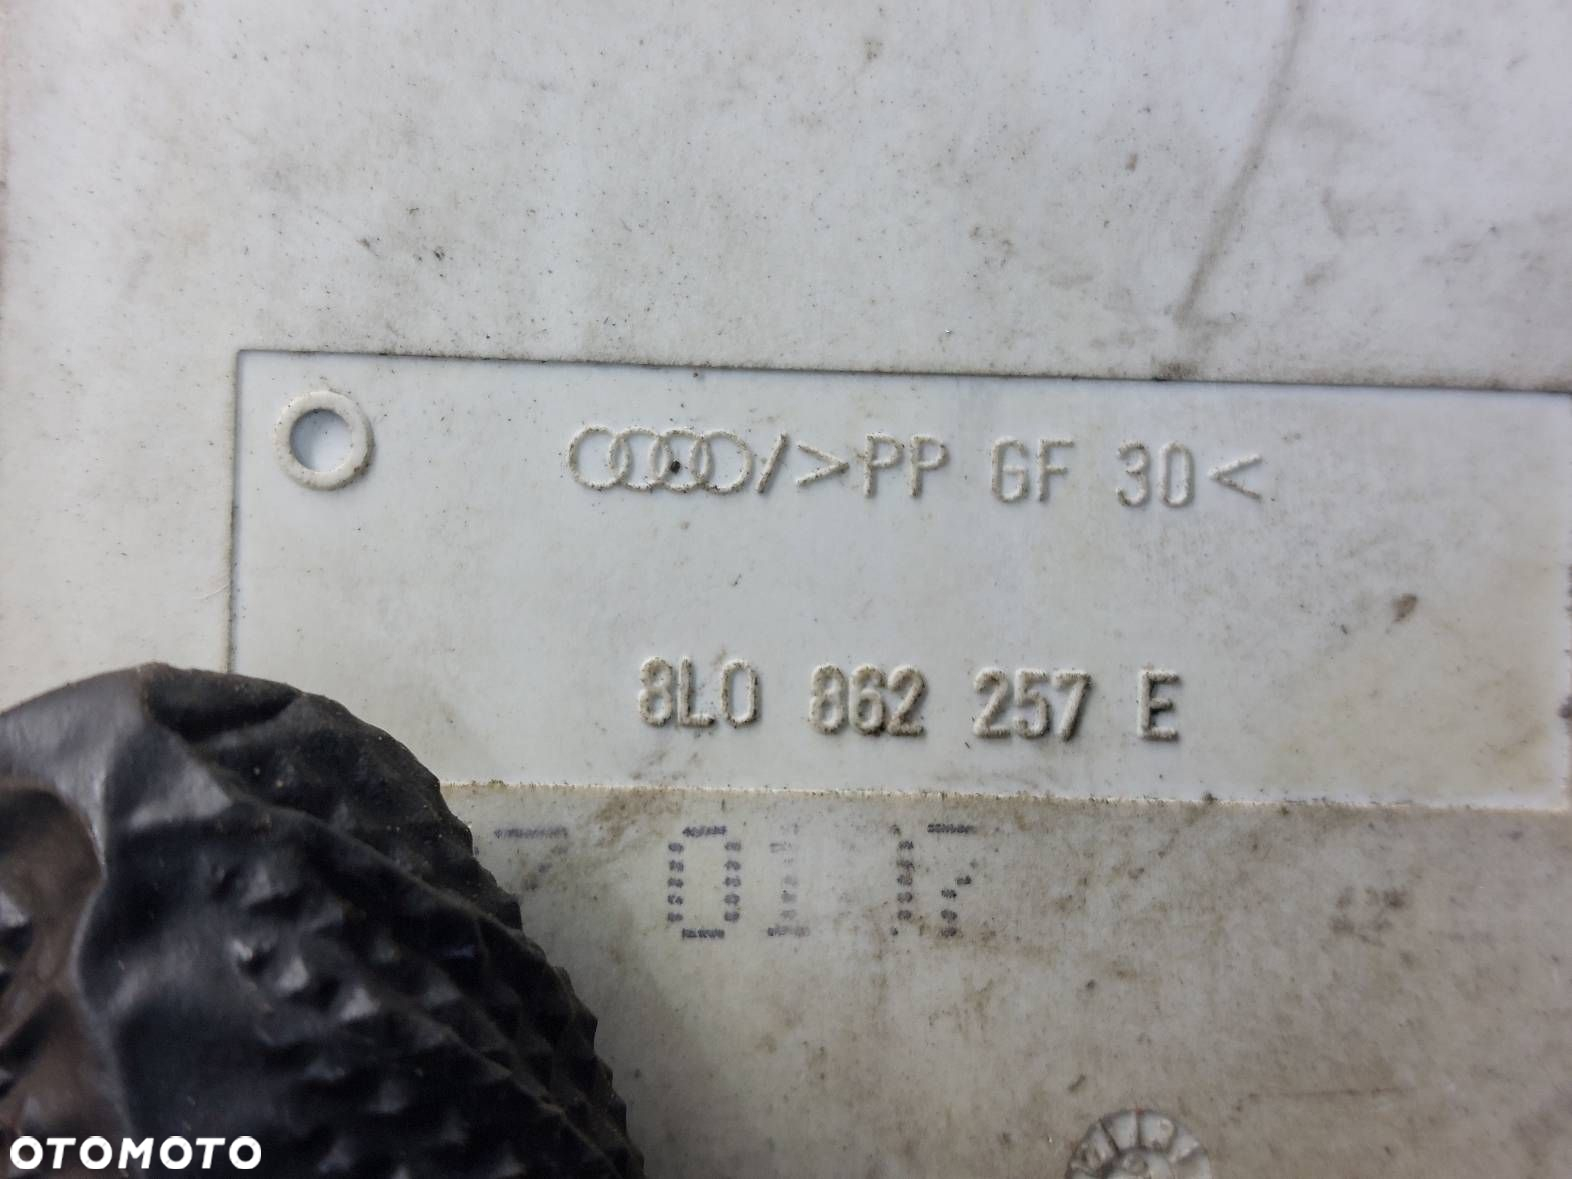 />PP GF 30<
8L0 862 257 E
OTOMOTO